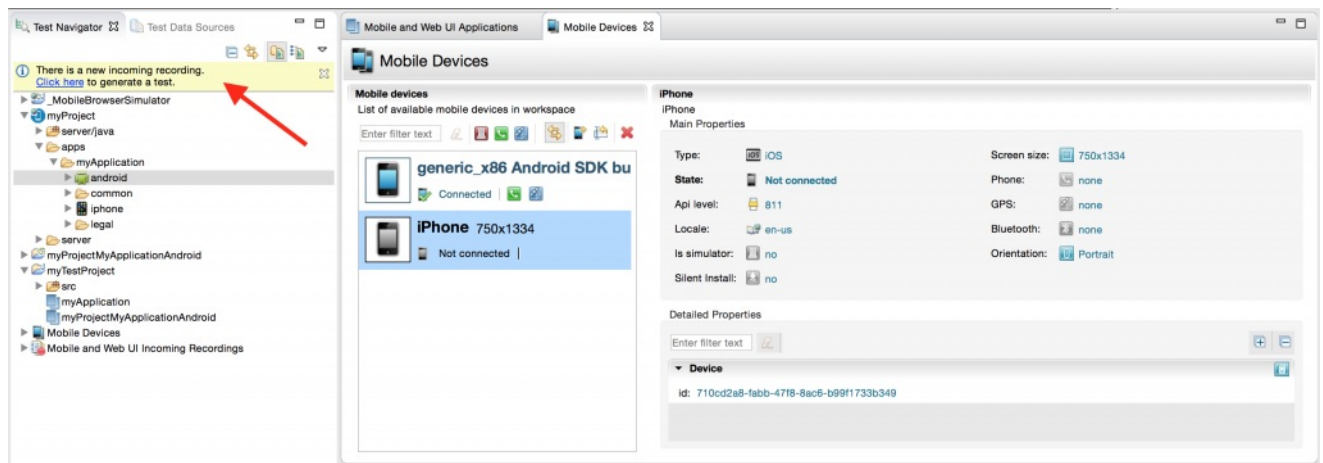 Test Navigator
Test Data Sources
There is a new incoming recording.
Click here to generate a test.
_MobileBrowserSimulator
myProject
server/java
apps
myApplication
android
common
iphone
legal
server
myProjectMyApplicationAndroid
myTestProject
src
myApplication
myProjectMyApplicationAndroid
Mobile Devices
Mobile and Web UI Incoming Recordings
Mobile and Web UI Applications
Mobile Devices
Mobile Devices
Mobile devices
List of available mobile devices in workspace
Enter filter text
generic_x86 Android SDK bu
Connected
iPhone 750x1334
Not connected
iPhone
iPhone
Main Properties
Type: iOS
State: Not connected
Api level: 811
Locale: en-us
Is simulator: no
Silent Install: no
Screen size: 750x1334
Phone: none
GPS: none
Bluetooth: none
Orientation: Portrait
Detailed Properties
Enter filter text
Device
id: 710cd2a8-fabb-47f8-8ac6-b99f1733b349